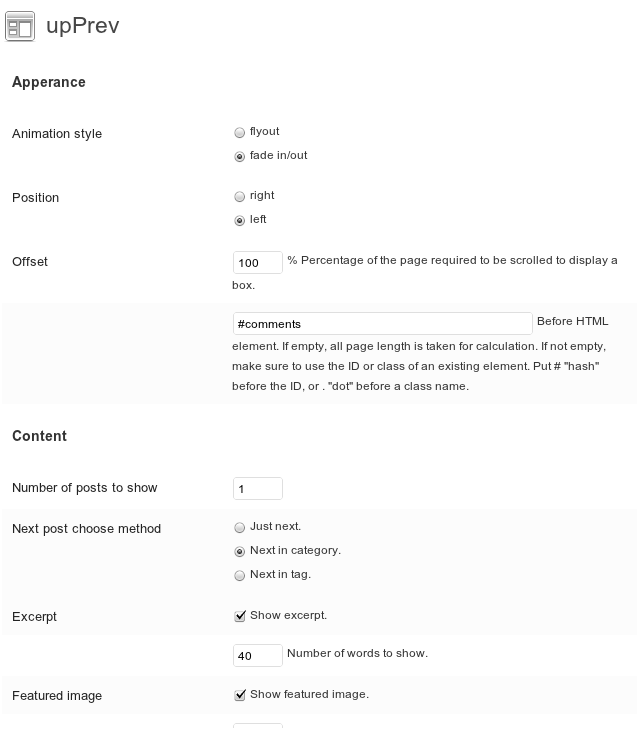 upPrev
Apperance
Animation style
flyout
fade in/out
Position
right
left
Offset
100 % Percentage of the page required to be scrolled to display a
box.
#comments Before HTML
element. If empty, all page length is taken for calculation. If not empty,
make sure to use the ID or class of an existing element. Put # "hash"
before the ID, or . "dot" before a class name.
Content
Number of posts to show
1
Next post choose method
Just next.
Next in category.
Next in tag.
Excerpt
Show excerpt.
40 Number of words to show.
Featured image
Show featured image.